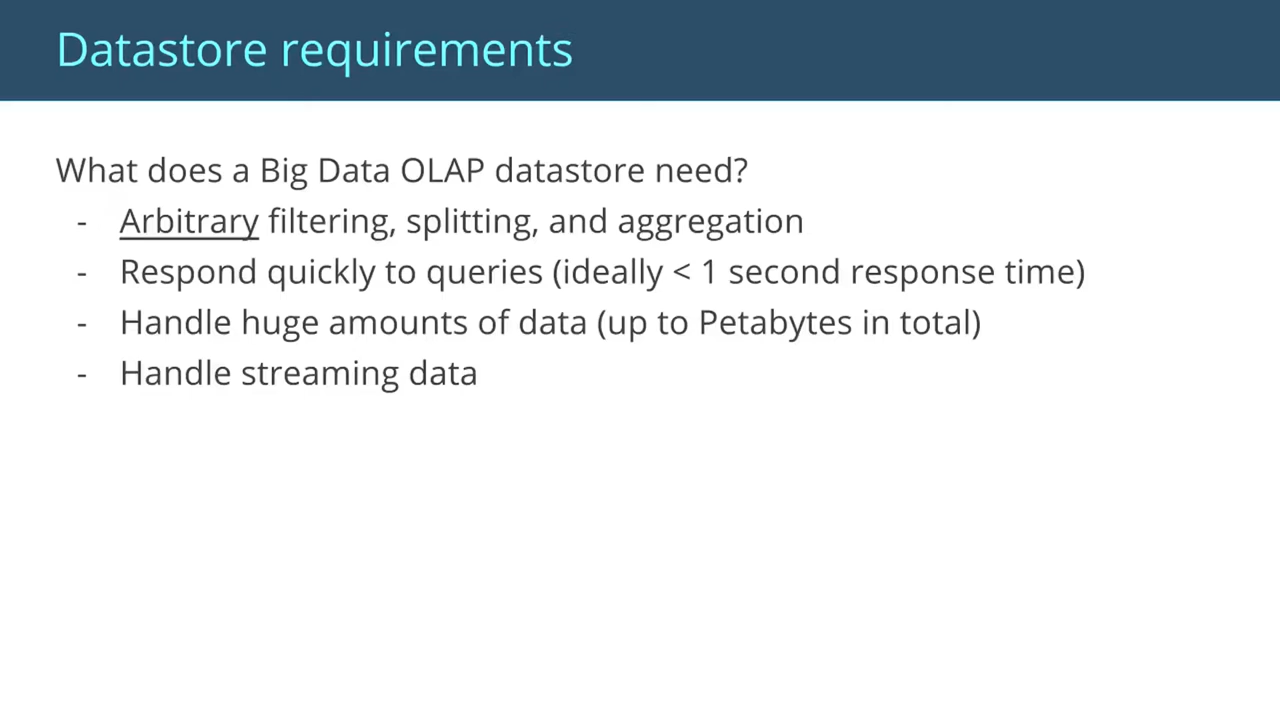 Datastore requirements
What does a Big Data OLAP datastore need?
- Arbitrary filtering, splitting, and aggregation
- Respond quickly to queries (ideally < 1 second response time)
- Handle huge amounts of data (up to Petabytes in total)
- Handle streaming data